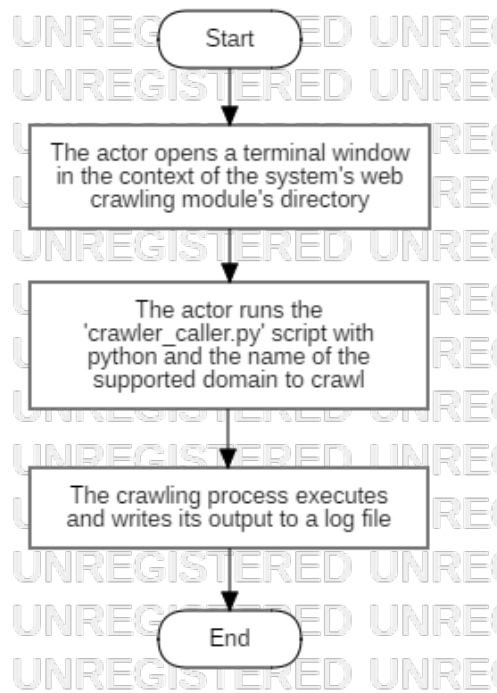 Start
The actor opens a terminal window
in the context of the system's web
crawling module's directory
The actor runs the
'crawler_caller.py' script with
python and the name of the
supported domain to crawl
The crawling process executes
and writes its output to a log file
End
UNREGISTERED